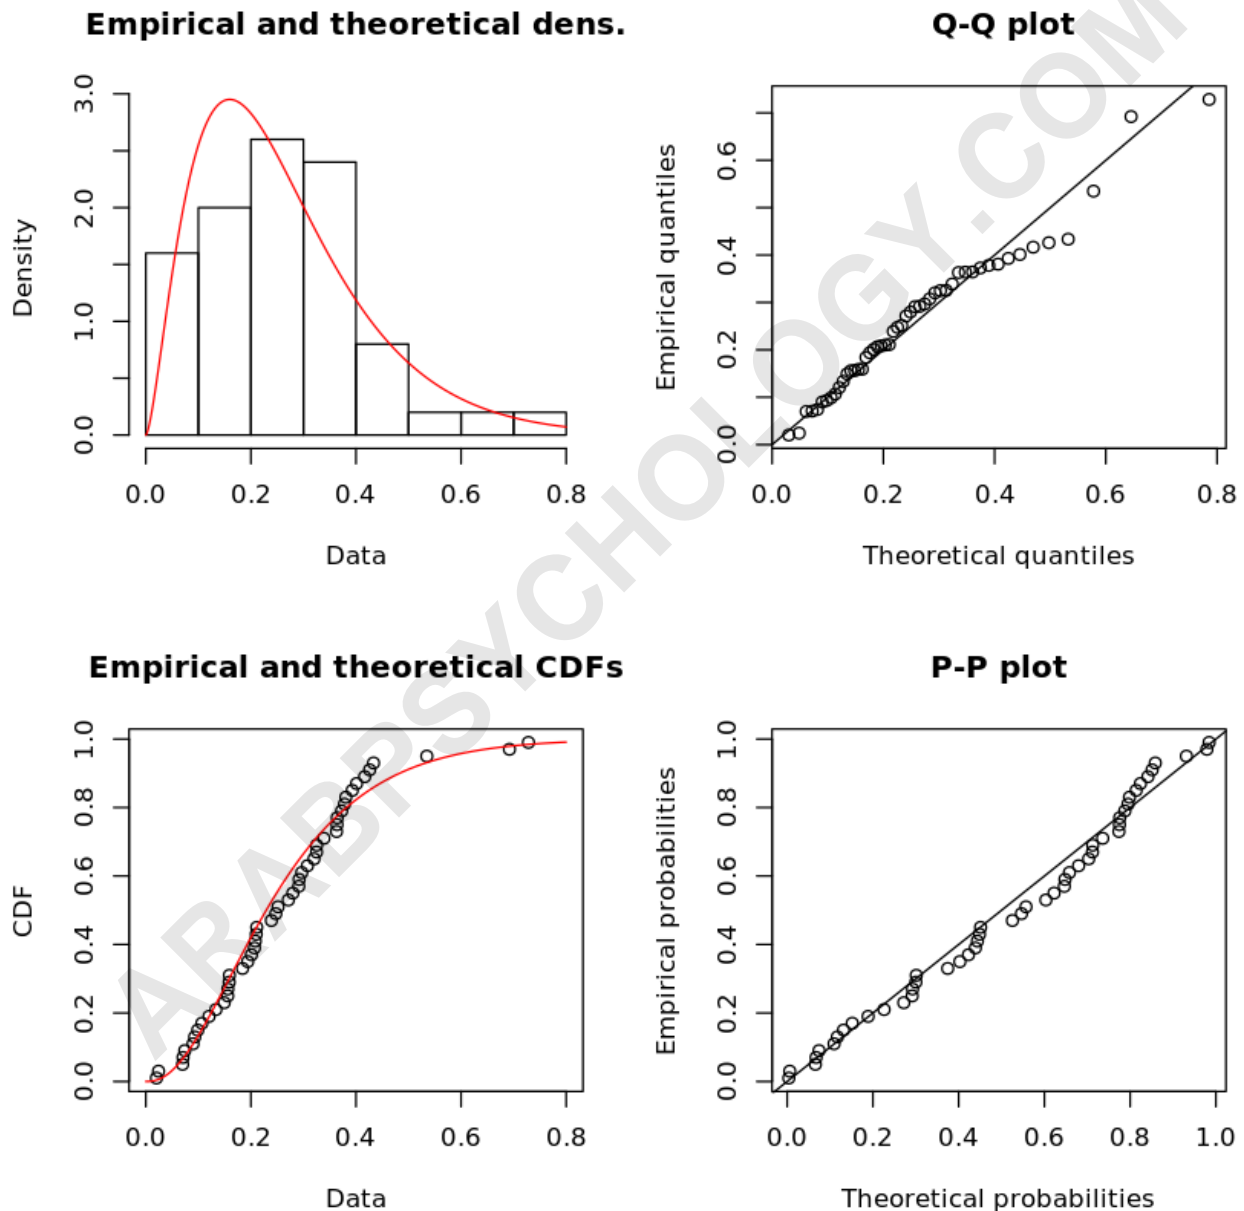 Empirical and theoretical dens.
Density
0.0 1.0 2.0 3.0
0.0 0.2 0.4 0.6 0.8
Data
Q-Q plot
Empirical quantiles
0.0 0.2 0.4 0.6
0.0 0.2 0.4 0.6 0.8
Theoretical quantiles
Empirical and theoretical CDFs
CDF
0.0 0.2 0.4 0.6 0.8 1.0
0.0 0.2 0.4 0.6 0.8
Data
P-P plot
Empirical probabilities
0.0 0.2 0.4 0.6 0.8 1.0
0.0 0.2 0.4 0.6 0.8 1.0
Theoretical probabilities
ARABPSYCHOLOGY.COM